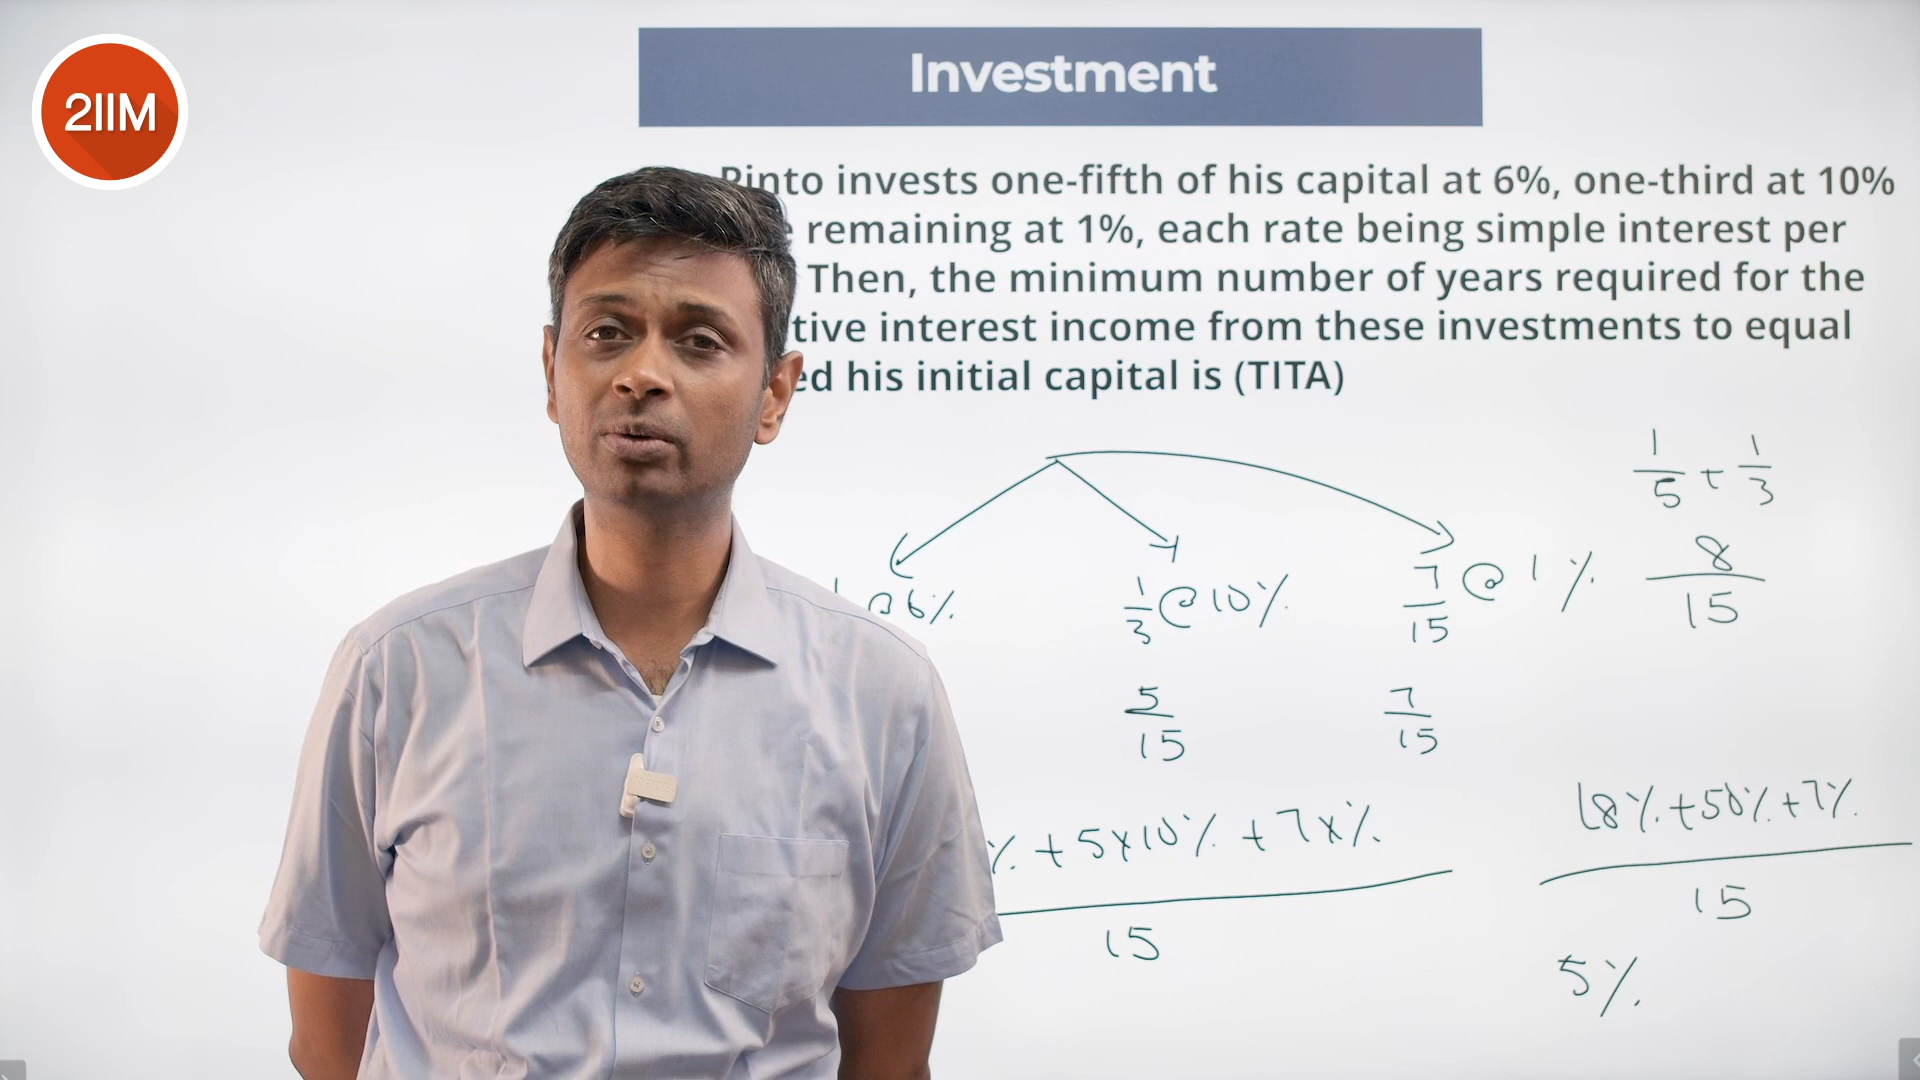 2IIM
Investment
Pinto invests one-fifth of his capital at 6%, one-third at 10%
remaining at 1%, each rate being simple interest per
Then, the minimum number of years required for the
tive interest income from these investments to equal
ed his initial capital is (TITA)
1/5 + 1/3
8/15
@ 6%
1/3 @ 10%
7/15 @ 1%
5/15
7/15
% + 5x10% + 7x%
15
18% + 50% + 7%
15
5%